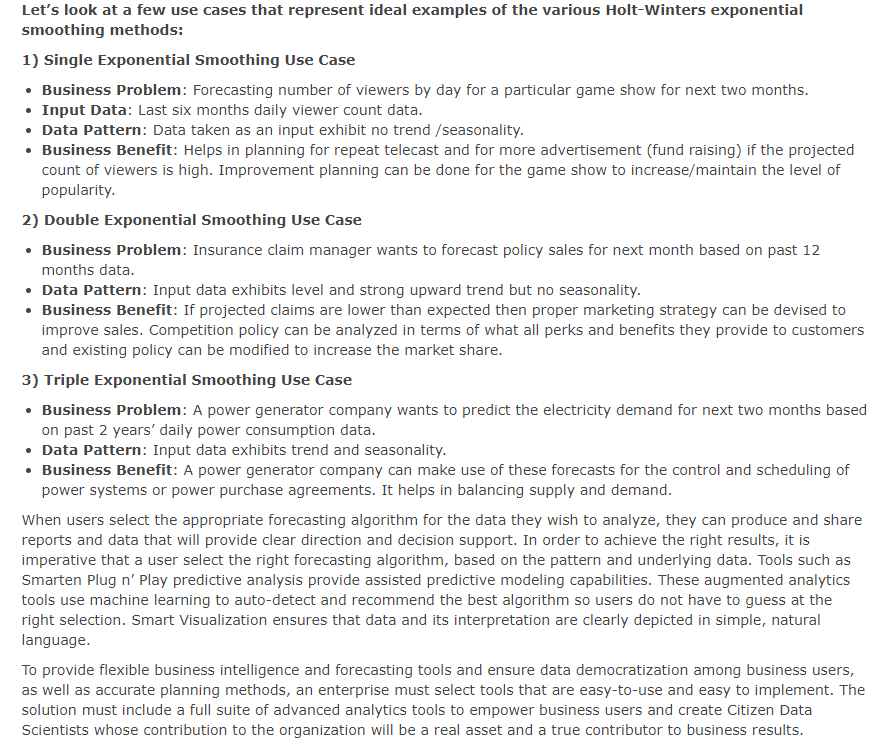 Let’s look at a few use cases that represent ideal examples of the various Holt-Winters exponential
smoothing methods:
1) Single Exponential Smoothing Use Case
• Business Problem: Forecasting number of viewers by day for a particular game show for next two months.
• Input Data: Last six months daily viewer count data.
• Data Pattern: Data taken as an input exhibit no trend /seasonality.
• Business Benefit: Helps in planning for repeat telecast and for more advertisement (fund raising) if the projected
count of viewers is high. Improvement planning can be done for the game show to increase/maintain the level of
popularity.
2) Double Exponential Smoothing Use Case
• Business Problem: Insurance claim manager wants to forecast policy sales for next month based on past 12
months data.
• Data Pattern: Input data exhibits level and strong upward trend but no seasonality.
• Business Benefit: If projected claims are lower than expected then proper marketing strategy can be devised to
improve sales. Competition policy can be analyzed in terms of what all perks and benefits they provide to customers
and existing policy can be modified to increase the market share.
3) Triple Exponential Smoothing Use Case
• Business Problem: A power generator company wants to predict the electricity demand for next two months based
on past 2 years’ daily power consumption data.
• Data Pattern: Input data exhibits trend and seasonality.
• Business Benefit: A power generator company can make use of these forecasts for the control and scheduling of
power systems or power purchase agreements. It helps in balancing supply and demand.
When users select the appropriate forecasting algorithm for the data they wish to analyze, they can produce and share
reports and data that will provide clear direction and decision support. In order to achieve the right results, it is
imperative that a user select the right forecasting algorithm, based on the pattern and underlying data. Tools such as
Smarten Plug n’ Play predictive analysis provide assisted predictive modeling capabilities. These augmented analytics
tools use machine learning to auto-detect and recommend the best algorithm so users do not have to guess at the
right selection. Smart Visualization ensures that data and its interpretation are clearly depicted in simple, natural
language.
To provide flexible business intelligence and forecasting tools and ensure data democratization among business users,
as well as accurate planning methods, an enterprise must select tools that are easy-to-use and easy to implement. The
solution must include a full suite of advanced analytics tools to empower business users and create Citizen Data
Scientists whose contribution to the organization will be a real asset and a true contributor to business results.